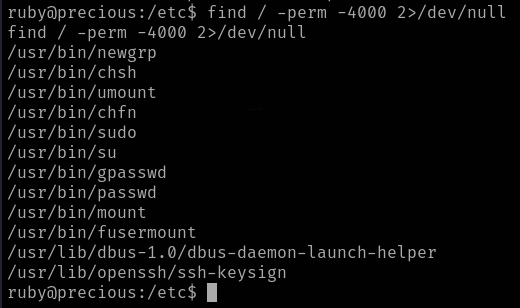 ruby@precious:/etc$ find / -perm -4000 2>/dev/null
find / -perm -4000 2>/dev/null
/usr/bin/newgrp
/usr/bin/chsh
/usr/bin/umount
/usr/bin/chfn
/usr/bin/sudo
/usr/bin/su
/usr/bin/gpasswd
/usr/bin/passwd
/usr/bin/mount
/usr/bin/fusermount
/usr/lib/dbus-1.0/dbus-daemon-launch-helper
/usr/lib/openssh/ssh-keysign
ruby@precious:/etc$